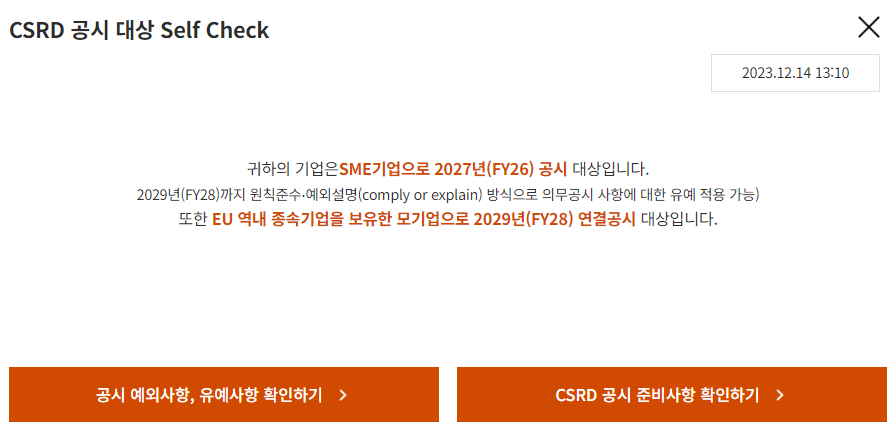 CSRD 공시 대상 Self Check
2023.12.14 13:10
귀하의 기업은SME기업으로 2027년(FY26) 공시 대상입니다.
2029년(FY28)까지 원칙준수·예외설명(comply or explain) 방식으로 의무공시 사항에 대한 유예 적용 가능)
또한 EU 역내 종속기업을 보유한 모기업으로 2029년(FY28) 연결공시 대상입니다.
공시 예외사항, 유예사항 확인하기
CSRD 공시 준비사항 확인하기